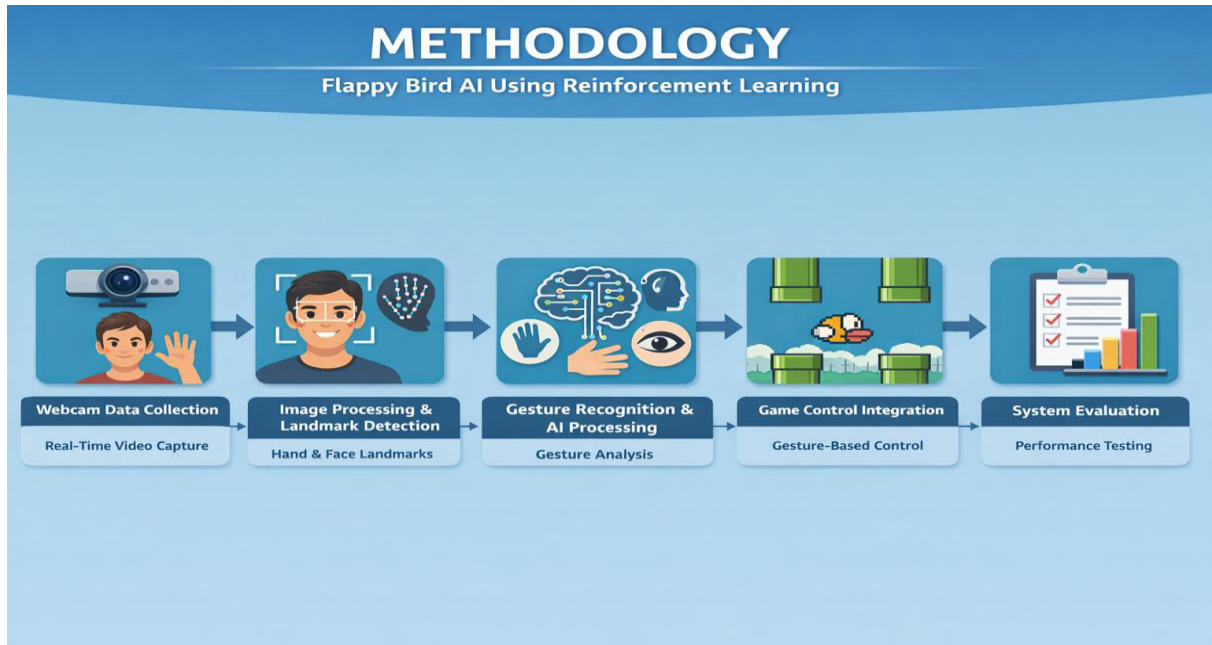 METHODOLOGY
Flappy Bird AI Using Reinforcement Learning
Webcam Data Collection
Real-Time Video Capture
Image Processing &
Landmark Detection
Hand & Face Landmarks
Gesture Recognition &
AI Processing
Gesture Analysis
Game Control Integration
Gesture-Based Control
System Evaluation
Performance Testing